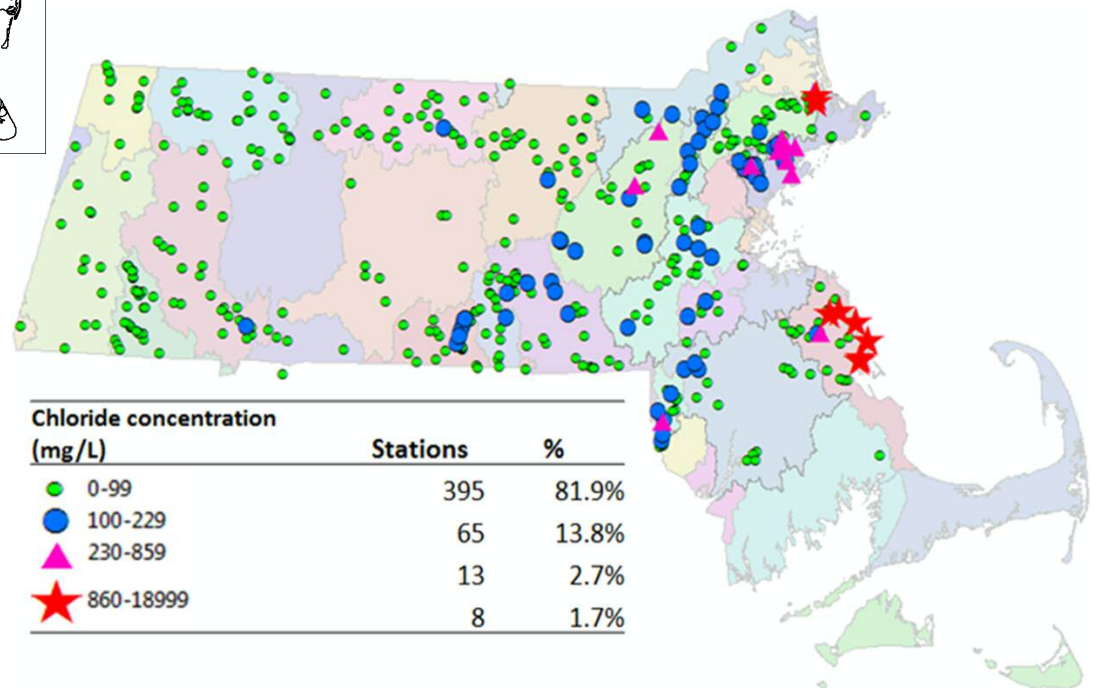 Chloride concentration
(mg/L) Stations %
0-99 395 81.9%
100-229 65 13.8%
230-859 13 2.7%
860-18999 8 1.7%